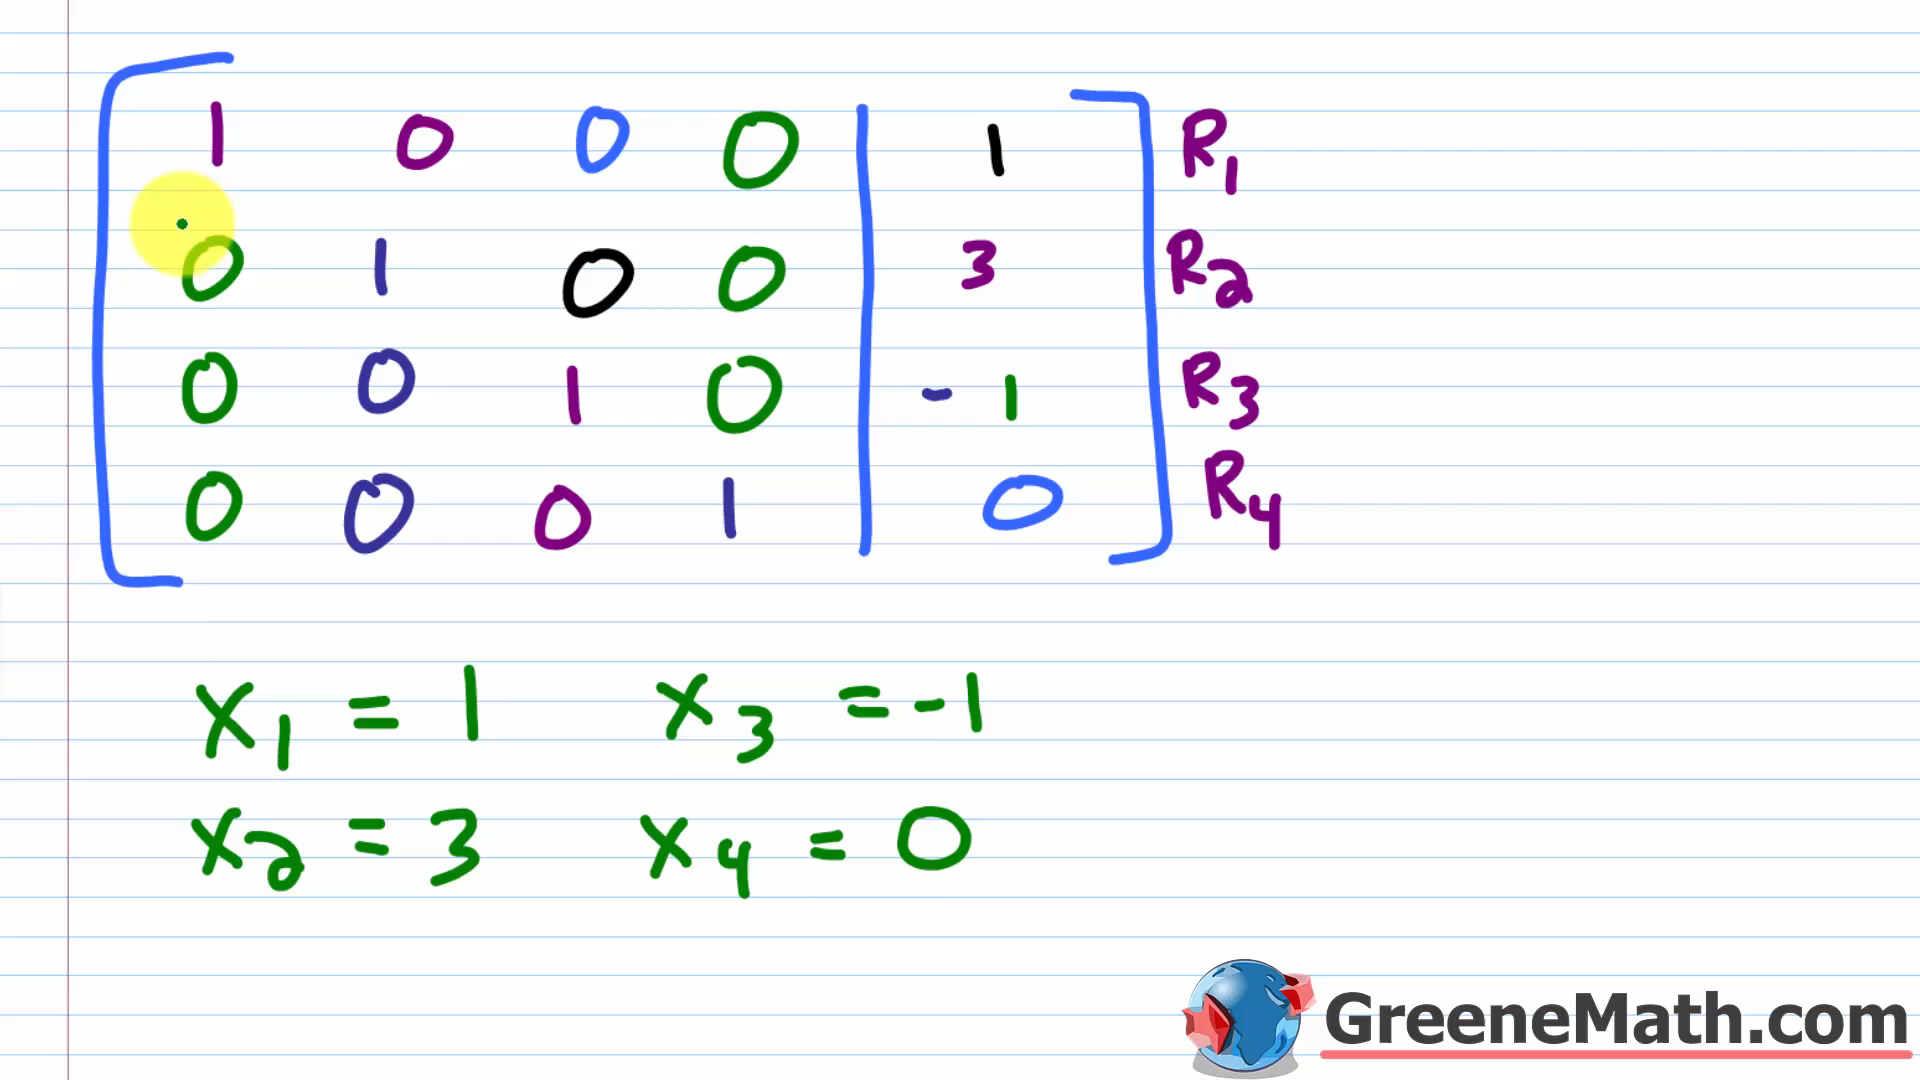 1 0 0 0 | 1 R1
0 1 0 0 | 3 R2
0 0 1 0 | -1 R3
0 0 0 1 | 0 R4
x1 = 1 x3 = -1
x2 = 3 x4 = 0
GreeneMath.com